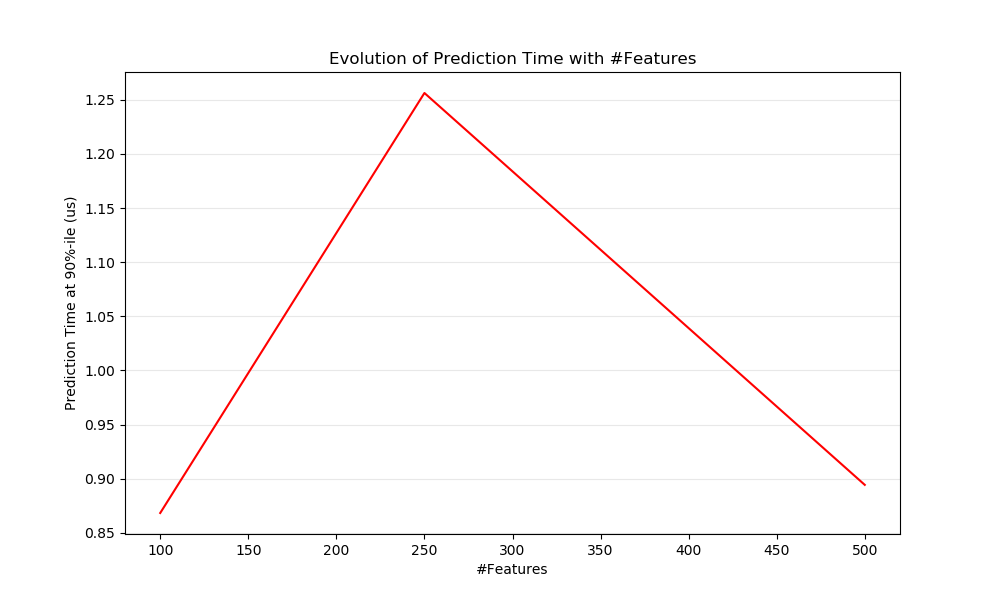 Evolution of Prediction Time with #Features
Prediction Time at 90%-ile (us)
1.25
1.20
1.15
1.10
1.05
1.00
0.95
0.90
0.85
100 150 200 250 300 350 400 450 500
#Features